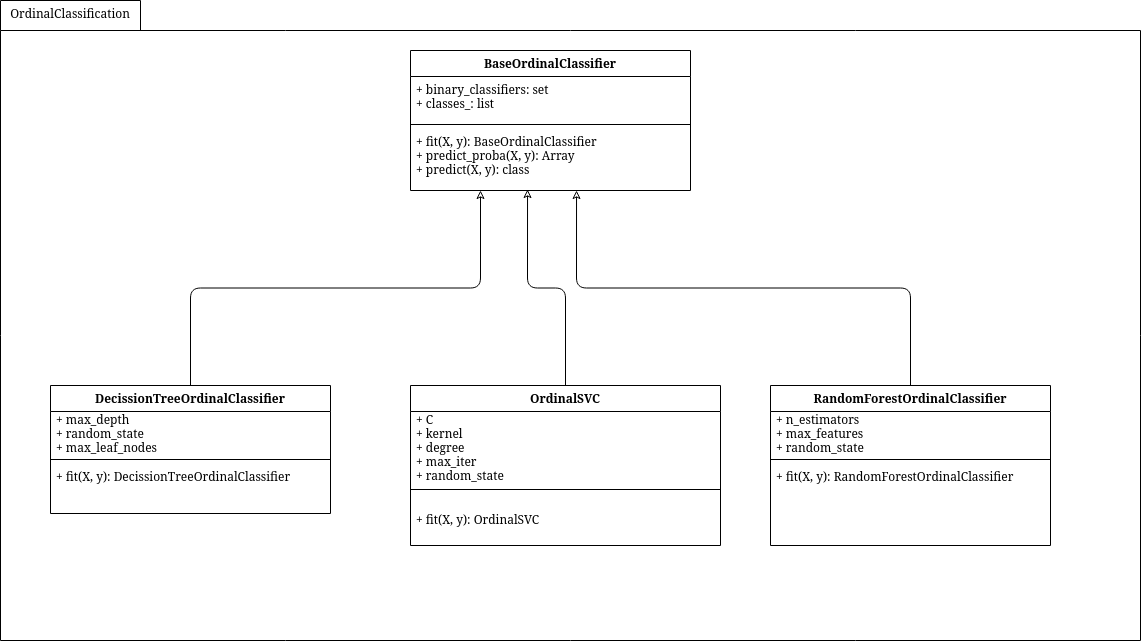 OrdinalClassification
BaseOrdinalClassifier
+ binary_classifiers: set
+ classes_: list
+ fit(X, y): BaseOrdinalClassifier
+ predict_proba(X, y): Array
+ predict(X, y): class
DecissionTreeOrdinalClassifier
+ max_depth
+ random_state
+ max_leaf_nodes
+ fit(X, y): DecissionTreeOrdinalClassifier
OrdinalSVC
+ C
+ kernel
+ degree
+ max_iter
+ random_state
+ fit(X, y): OrdinalSVC
RandomForestOrdinalClassifier
+ n_estimators
+ max_features
+ random_state
+ fit(X, y): RandomForestOrdinalClassifier